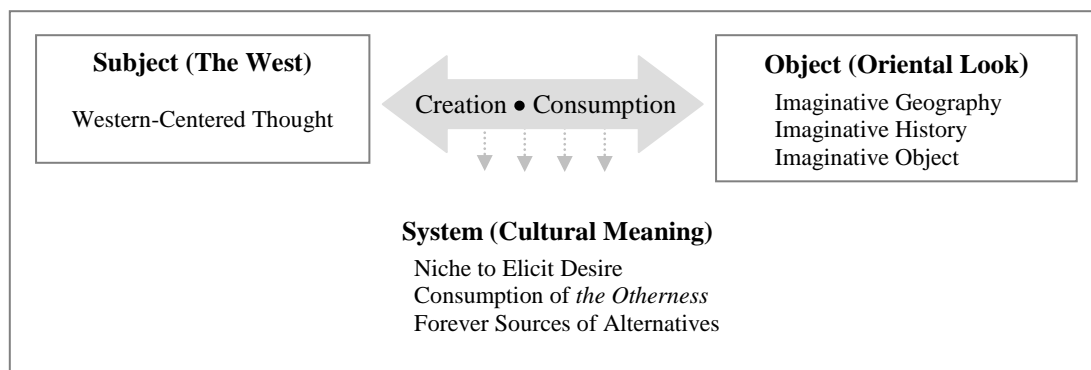 Subject (The West)
Western-Centered Thought
Creation ● Consumption
Object (Oriental Look)
Imaginative Geography
Imaginative History
Imaginative Object
System (Cultural Meaning)
Niche to Elicit Desire
Consumption of the Otherness
Forever Sources of Alternatives